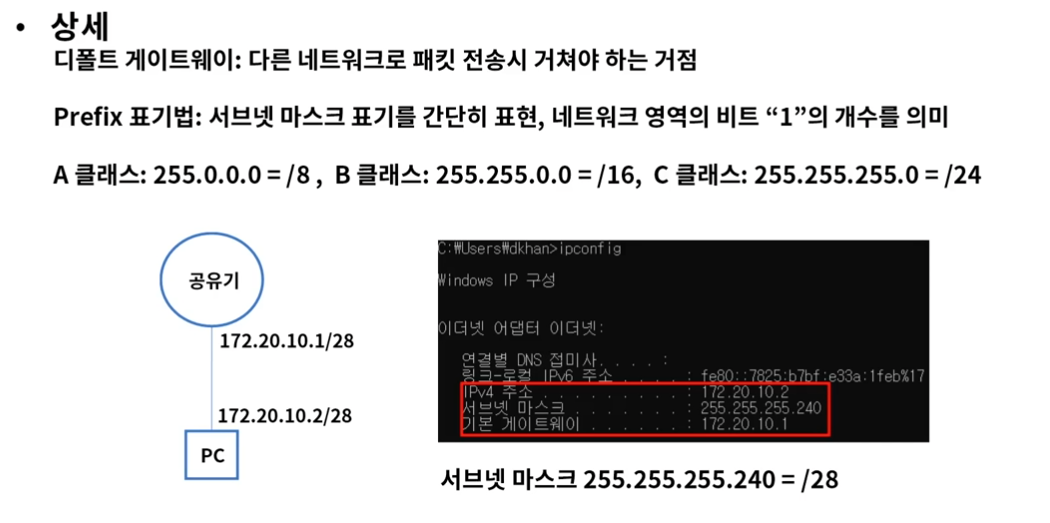 • 상세
디폴트 게이트웨이: 다른 네트워크로 패킷 전송시 거쳐야 하는 거점
Prefix 표기법: 서브넷 마스크 표기를 간단히 표현, 네트워크 영역의 비트 “1”의 개수를 의미
A 클래스: 255.0.0.0 = /8 , B 클래스: 255.255.0.0 = /16, C 클래스: 255.255.255.0 = /24
공유기
172.20.10.1/28
172.20.10.2/28
PC
C:₩Users₩dkhan>ipconfig
Windows IP 구성
이더넷 어댑터 이더넷:
연결별 DNS 접미사. . . . :
링크-로컬 IPv6 주소 . . . . : fe80::7825:b7bf:e33a:1feb%17
IPv4 주소 . . . . . . . . . : 172.20.10.2
서브넷 마스크 . . . . . . . : 255.255.255.240
기본 게이트웨이 . . . . . . : 172.20.10.1
서브넷 마스크 255.255.255.240 = /28